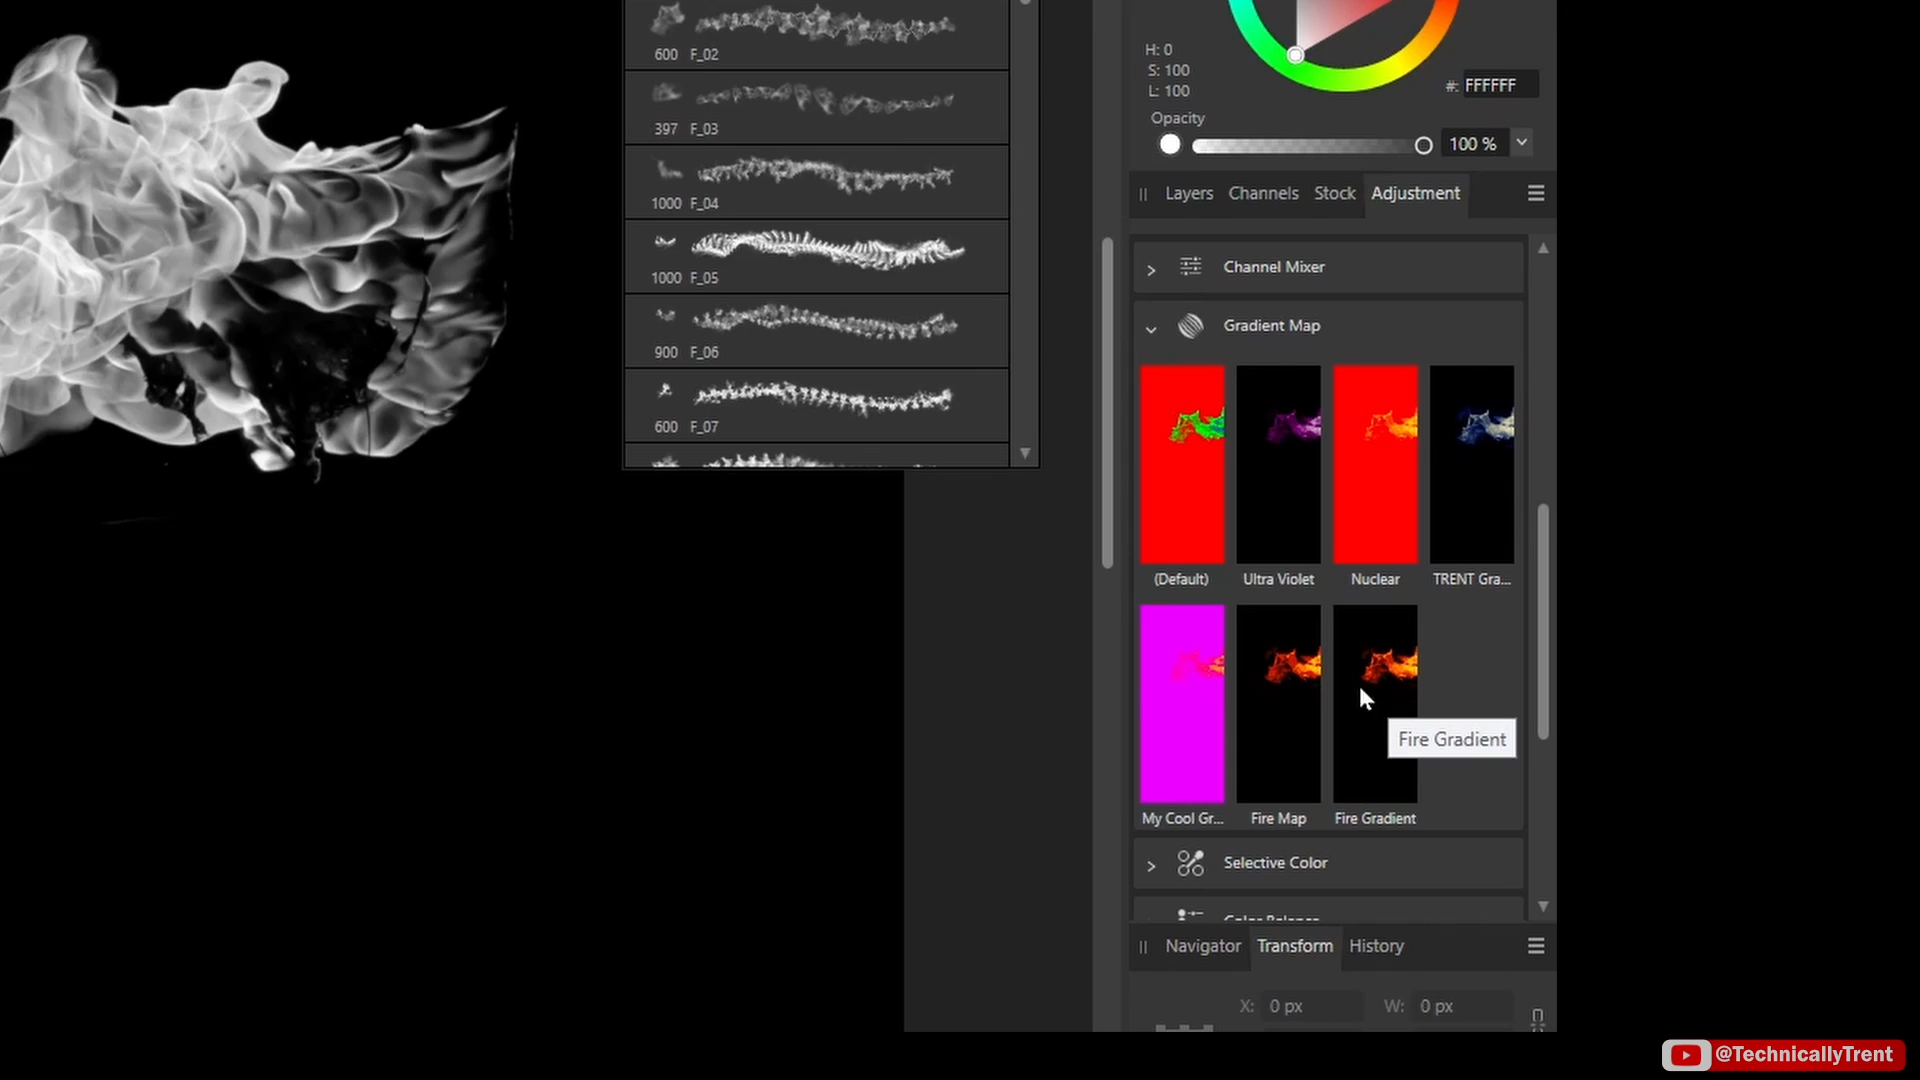 600 F_02
397 F_03
1000 F_04
1000 F_05
900 F_06
600 F_07
H: 0
S: 100
L: 100
#: FFFFFF
Opacity
100 %
Layers Channels Stock Adjustment
Channel Mixer
Gradient Map
(Default) Ultra Violet Nuclear TRENT Gra...
Fire Gradient
My Cool Gr... Fire Map Fire Gradient
Selective Color
Color Balance
Navigator Transform History
X: 0 px W: 0 px
@TechnicallyTrent